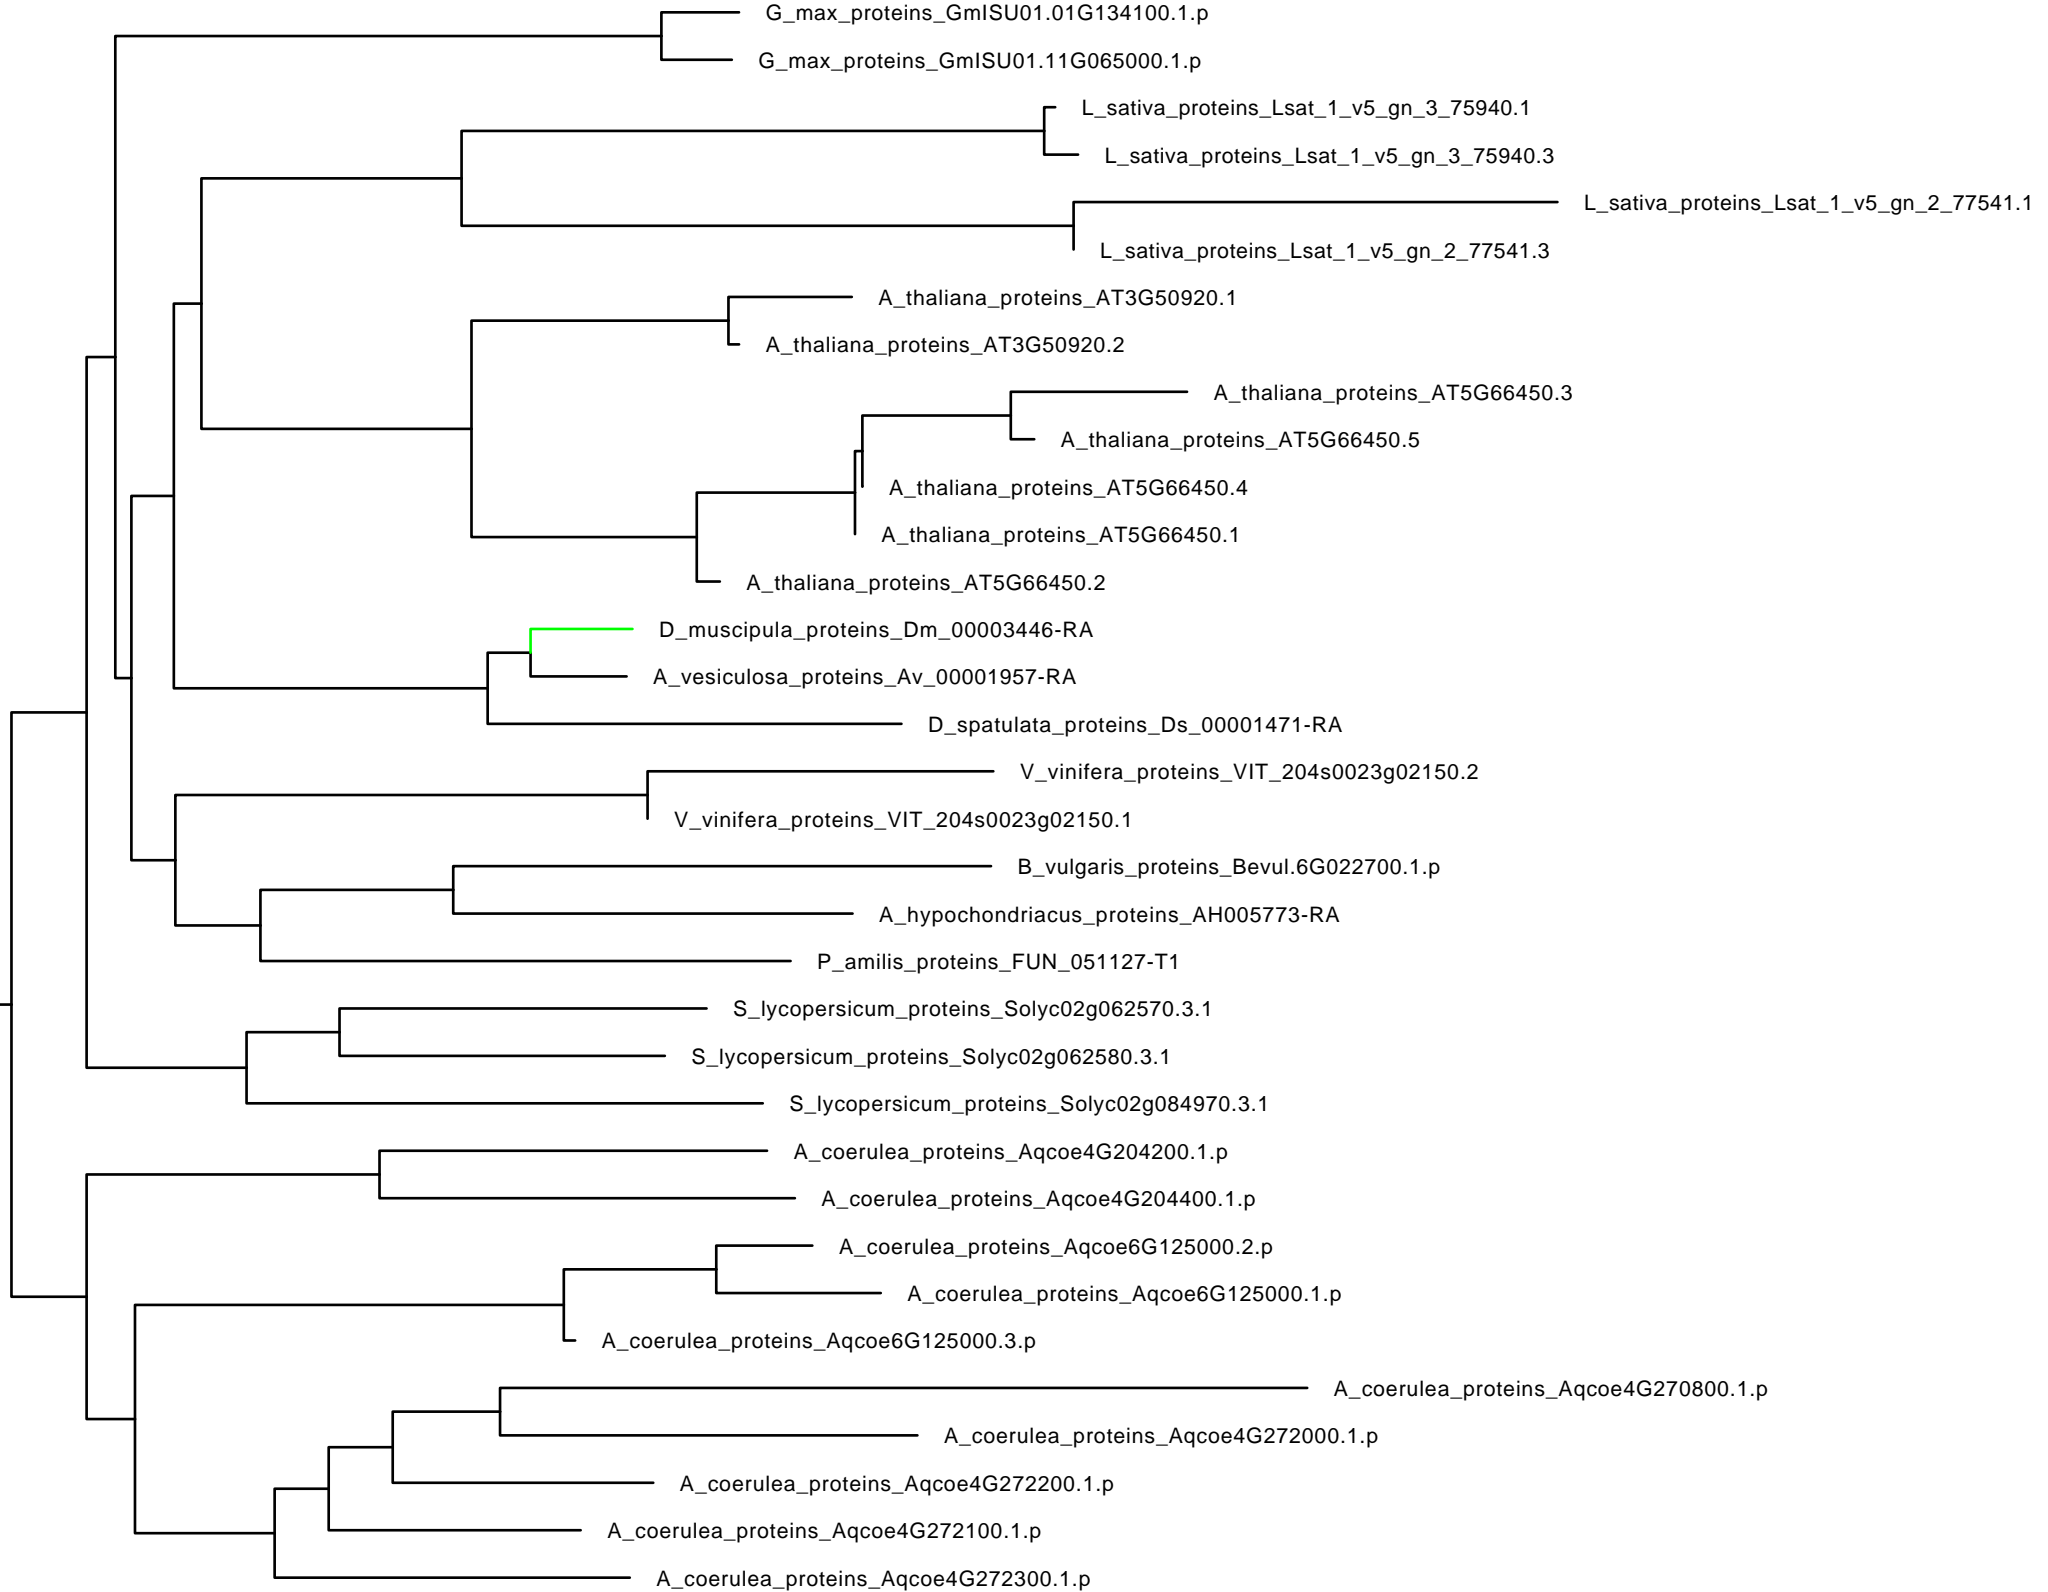 G_max_proteins_GmISU01.01G134100.1.p
G_max_proteins_GmISU01.11G065000.1.p
L_sativa_proteins_Lsat_1_v5_gn_3_75940.1
L_sativa_proteins_Lsat_1_v5_gn_3_75940.3
L_sativa_proteins_Lsat_1_v5_gn_2_77541.1
L_sativa_proteins_Lsat_1_v5_gn_2_77541.3
A_thaliana_proteins_AT3G50920.1
A_thaliana_proteins_AT3G50920.2
A_thaliana_proteins_AT5G66450.3
A_thaliana_proteins_AT5G66450.5
A_thaliana_proteins_AT5G66450.4
A_thaliana_proteins_AT5G66450.1
A_thaliana_proteins_AT5G66450.2
D_muscipula_proteins_Dm_00003446-RA
A_vesiculosa_proteins_Av_00001957-RA
D_spatulata_proteins_Ds_00001471-RA
V_vinifera_proteins_VIT_204s0023g02150.2
V_vinifera_proteins_VIT_204s0023g02150.1
B_vulgaris_proteins_Bevul.6G022700.1.p
A_hypochondriacus_proteins_AH005773-RA
P_amilis_proteins_FUN_051127-T1
S_lycopersicum_proteins_Solyc02g062570.3.1
S_lycopersicum_proteins_Solyc02g062580.3.1
S_lycopersicum_proteins_Solyc02g084970.3.1
A_coerulea_proteins_Aqcoe4G204200.1.p
A_coerulea_proteins_Aqcoe4G204400.1.p
A_coerulea_proteins_Aqcoe6G125000.2.p
A_coerulea_proteins_Aqcoe6G125000.1.p
A_coerulea_proteins_Aqcoe6G125000.3.p
A_coerulea_proteins_Aqcoe4G270800.1.p
A_coerulea_proteins_Aqcoe4G272000.1.p
A_coerulea_proteins_Aqcoe4G272200.1.p
A_coerulea_proteins_Aqcoe4G272100.1.p
A_coerulea_proteins_Aqcoe4G272300.1.p